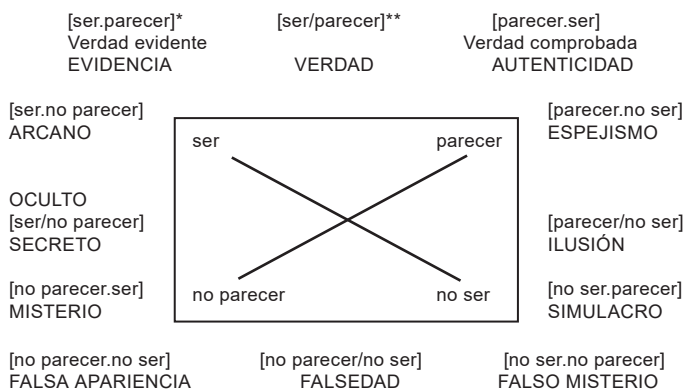 [ser.parecer]* [ser/parecer]** [parecer.ser]
Verdad evidente Verdad comprobada
EVIDENCIA VERDAD AUTENTICIDAD
[ser.no parecer] [parecer.no ser]
ARCANO ESPEJISMO
ser parecer
OCULTO
[ser/no parecer] [parecer/no ser]
SECRETO ILUSIÓN
[no parecer.ser] no parecer no ser [no ser.parecer]
MISTERIO SIMULACRO
[no parecer.no ser] [no parecer/no ser] [no ser.no parecer]
FALSA APARIENCIA FALSEDAD FALSO MISTERIO